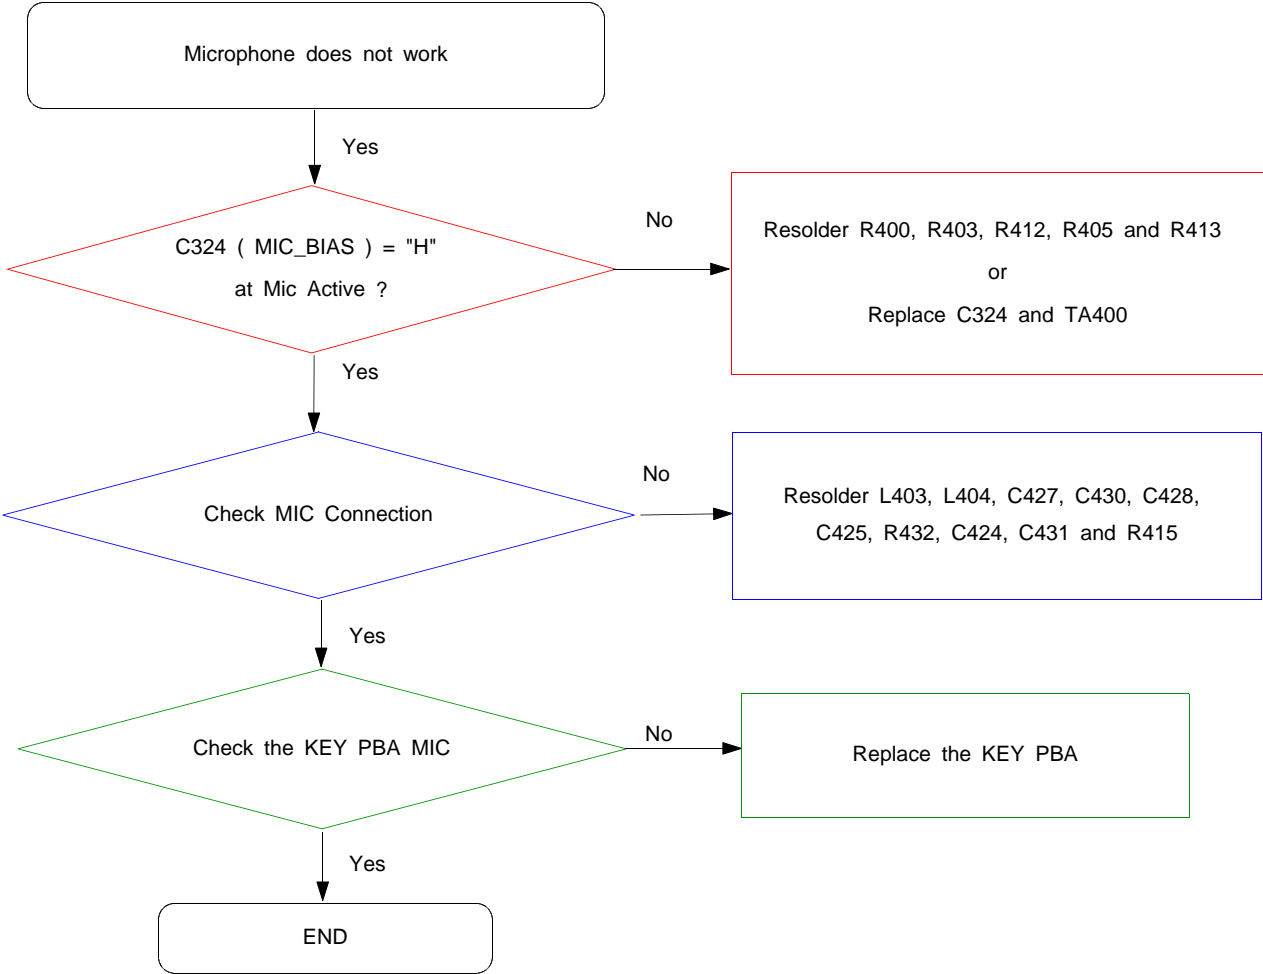 Microphone does not work
Yes
C324 ( MIC_BIAS ) = "H"
at Mic Active ?
No
Resolder R400, R403, R412, R405 and R413
or
Replace C324 and TA400
Yes
Check MIC Connection
No
Resolder L403, L404, C427, C430, C428,
C425, R432, C424, C431 and R415
Yes
Check the KEY PBA MIC
No
Replace the KEY PBA
Yes
END